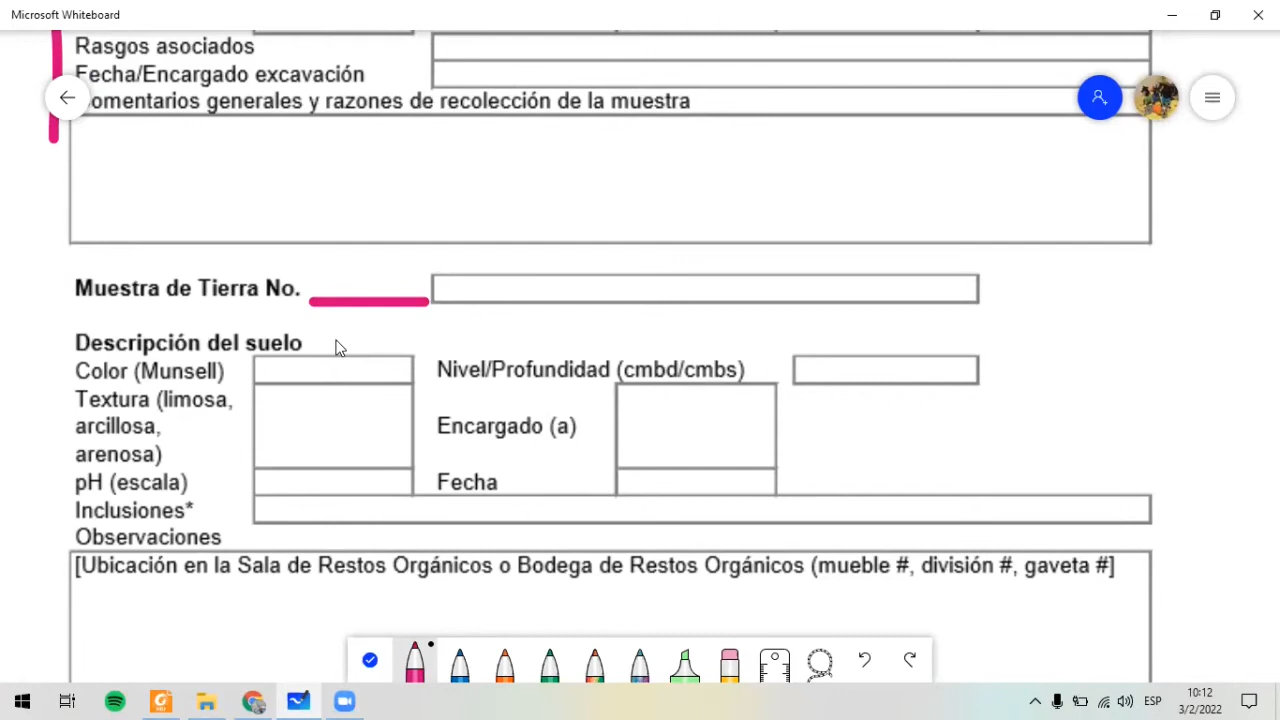 Microsoft Whiteboard
Rasgos asociados
Fecha/Encargado excavación
omentarios generales y razones de recolección de la muestra
Muestra de Tierra No.
Descripción del suelo
Color (Munsell)
Nivel/Profundidad (cmbd/cmbs)
Textura (limosa,
arcillosa,
arenosa)
Encargado (a)
pH (escala)
Fecha
Inclusiones*
Observaciones
[Ubicación en la Sala de Restos Orgánicos o Bodega de Restos Orgánicos (mueble #, división #, gaveta #]
ESP
10:12
3/2/2022